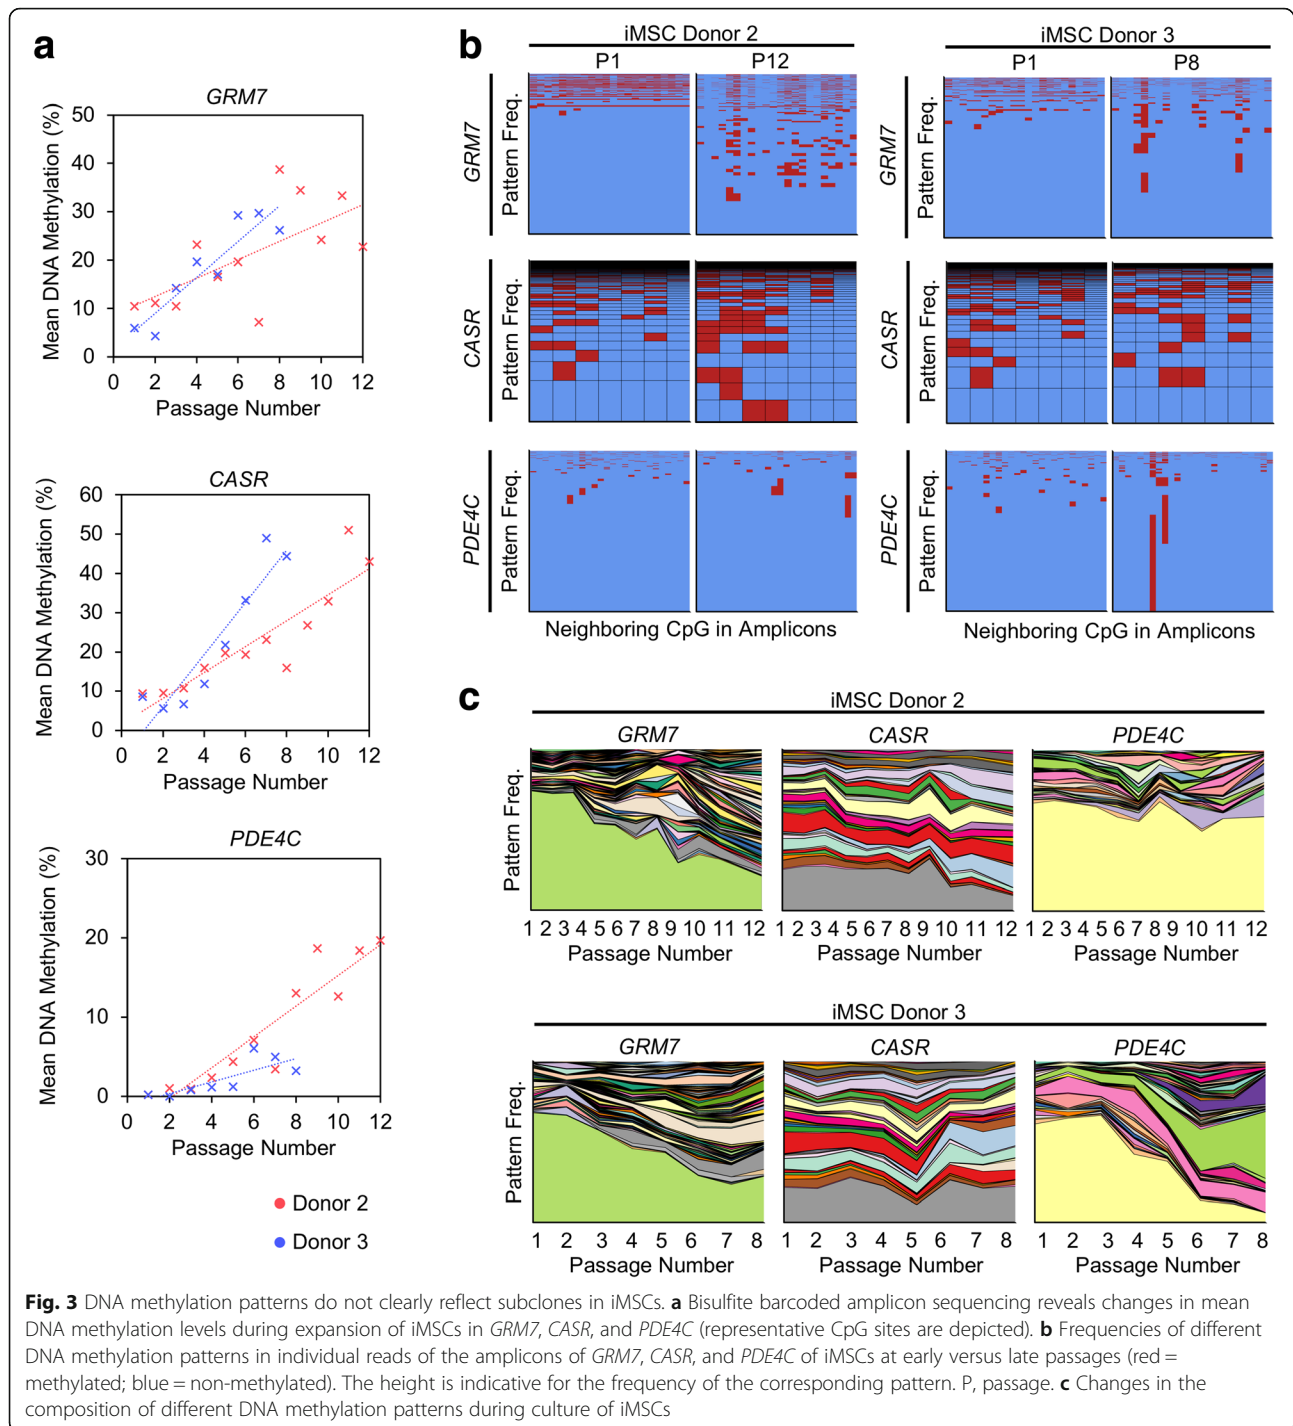 a
GRM7
Mean DNA Methylation (%)
50
40
30
20
10
0
0 2 4 6 8 10 12
Passage Number
CASR
Mean DNA Methylation (%)
60
50
40
30
20
10
0
0 2 4 6 8 10 12
Passage Number
PDE4C
Mean DNA Methylation (%)
30
20
10
0
0 2 4 6 8 10 12
Passage Number
Donor 2
Donor 3
b
iMSC Donor 2
P1 P12
GRM7
Pattern Freq.
CASR
Pattern Freq.
PDE4C
Pattern Freq.
Neighboring CpG in Amplicons
iMSC Donor 3
P1 P8
GRM7
Pattern Freq.
CASR
Pattern Freq.
PDE4C
Pattern Freq.
Neighboring CpG in Amplicons
c
iMSC Donor 2
GRM7 CASR PDE4C
Pattern Freq.
1 2 3 4 5 6 7 8 9 10 11 12 1 2 3 4 5 6 7 8 9 10 11 12 1 2 3 4 5 6 7 8 9 10 11 12
Passage Number Passage Number Passage Number
iMSC Donor 3
GRM7 CASR PDE4C
Pattern Freq.
1 2 3 4 5 6 7 8 1 2 3 4 5 6 7 8 1 2 3 4 5 6 7 8
Passage Number Passage Number Passage Number
Fig. 3 DNA methylation patterns do not clearly reflect subclones in iMSCs. a Bisulfite barcoded amplicon sequencing reveals changes in mean
DNA methylation levels during expansion of iMSCs in GRM7, CASR, and PDE4C (representative CpG sites are depicted). b Frequencies of different
DNA methylation patterns in individual reads of the amplicons of GRM7, CASR, and PDE4C of iMSCs at early versus late passages (red =
methylated; blue = non-methylated). The height is indicative for the frequency of the corresponding pattern. P, passage. c Changes in the
composition of different DNA methylation patterns during culture of iMSCs